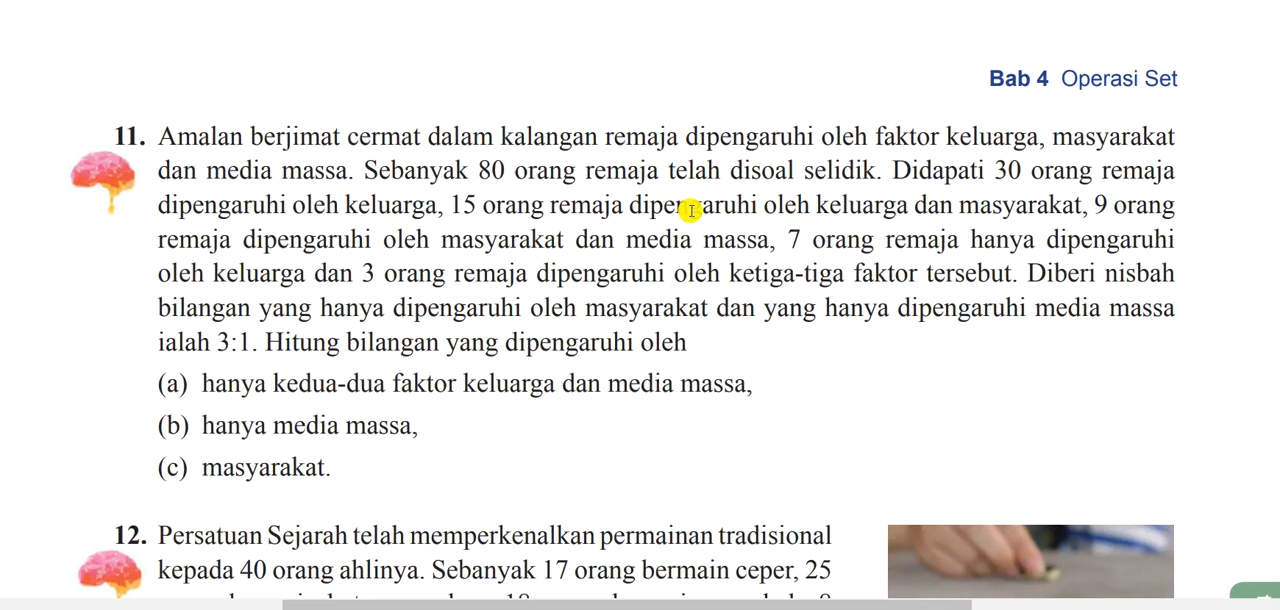 Bab 4 Operasi Set
11. Amalan berjimat cermat dalam kalangan remaja dipengaruhi oleh faktor keluarga, masyarakat
dan media massa. Sebanyak 80 orang remaja telah disoal selidik. Didapati 30 orang remaja
dipengaruhi oleh keluarga, 15 orang remaja dipengaruhi oleh keluarga dan masyarakat, 9 orang
remaja dipengaruhi oleh masyarakat dan media massa, 7 orang remaja hanya dipengaruhi
oleh keluarga dan 3 orang remaja dipengaruhi oleh ketiga-tiga faktor tersebut. Diberi nisbah
bilangan yang hanya dipengaruhi oleh masyarakat dan yang hanya dipengaruhi media massa
ialah 3:1. Hitung bilangan yang dipengaruhi oleh
(a) hanya kedua-dua faktor keluarga dan media massa,
(b) hanya media massa,
(c) masyarakat.
12. Persatuan Sejarah telah memperkenalkan permainan tradisional
kepada 40 orang ahlinya. Sebanyak 17 orang bermain ceper, 25